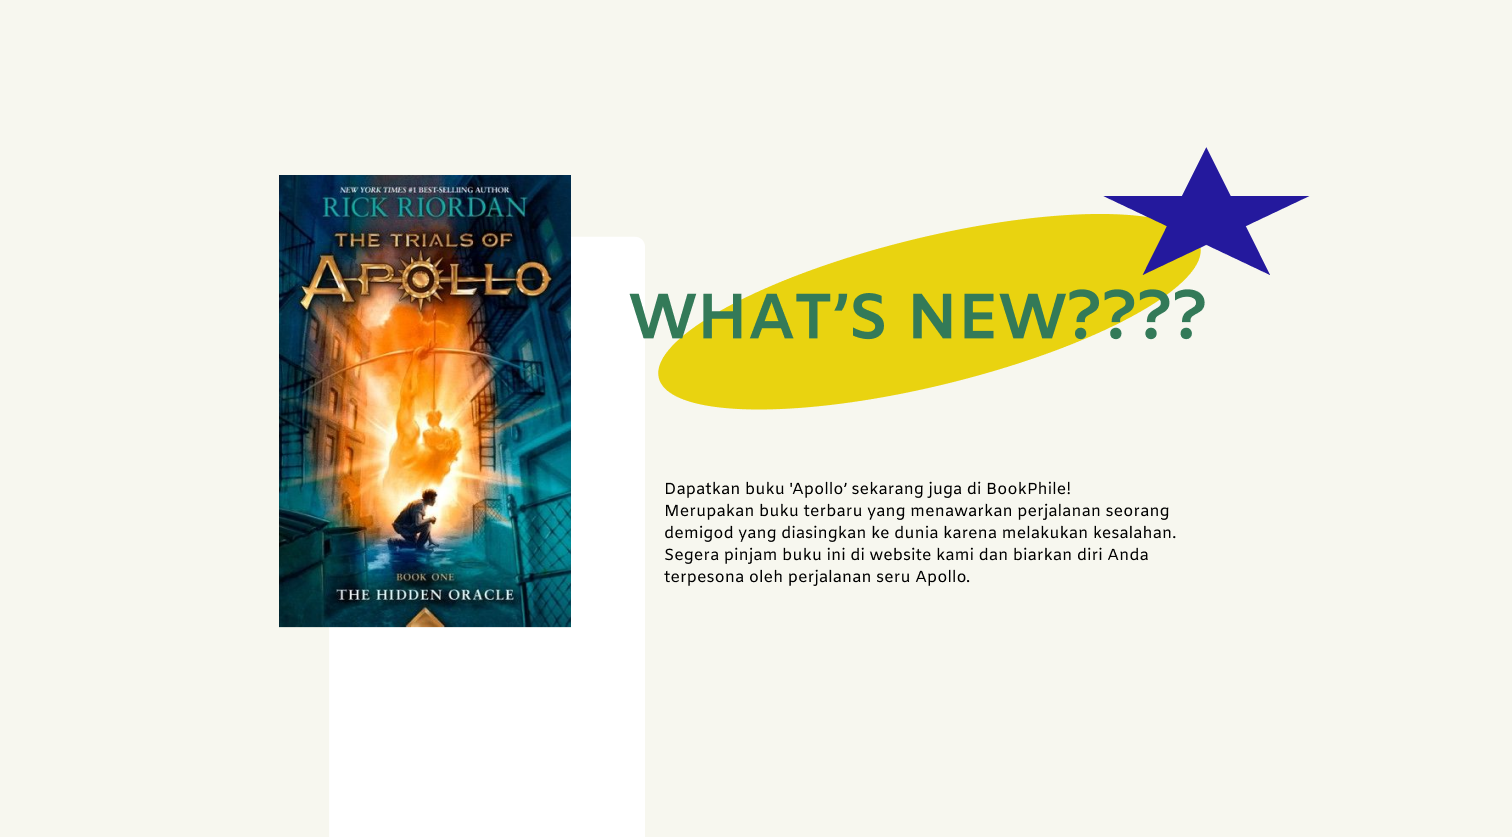 NEW YORK TIMES #1 BEST-SELLING AUTHOR
RICK RIORDAN
THE TRIALS OF
APOLLO
BOOK ONE
THE HIDDEN ORACLE
WHAT’S NEW????
Dapatkan buku 'Apollo’ sekarang juga di BookPhile!
Merupakan buku terbaru yang menawarkan perjalanan seorang
demigod yang diasingkan ke dunia karena melakukan kesalahan.
Segera pinjam buku ini di website kami dan biarkan diri Anda
terpesona oleh perjalanan seru Apollo.